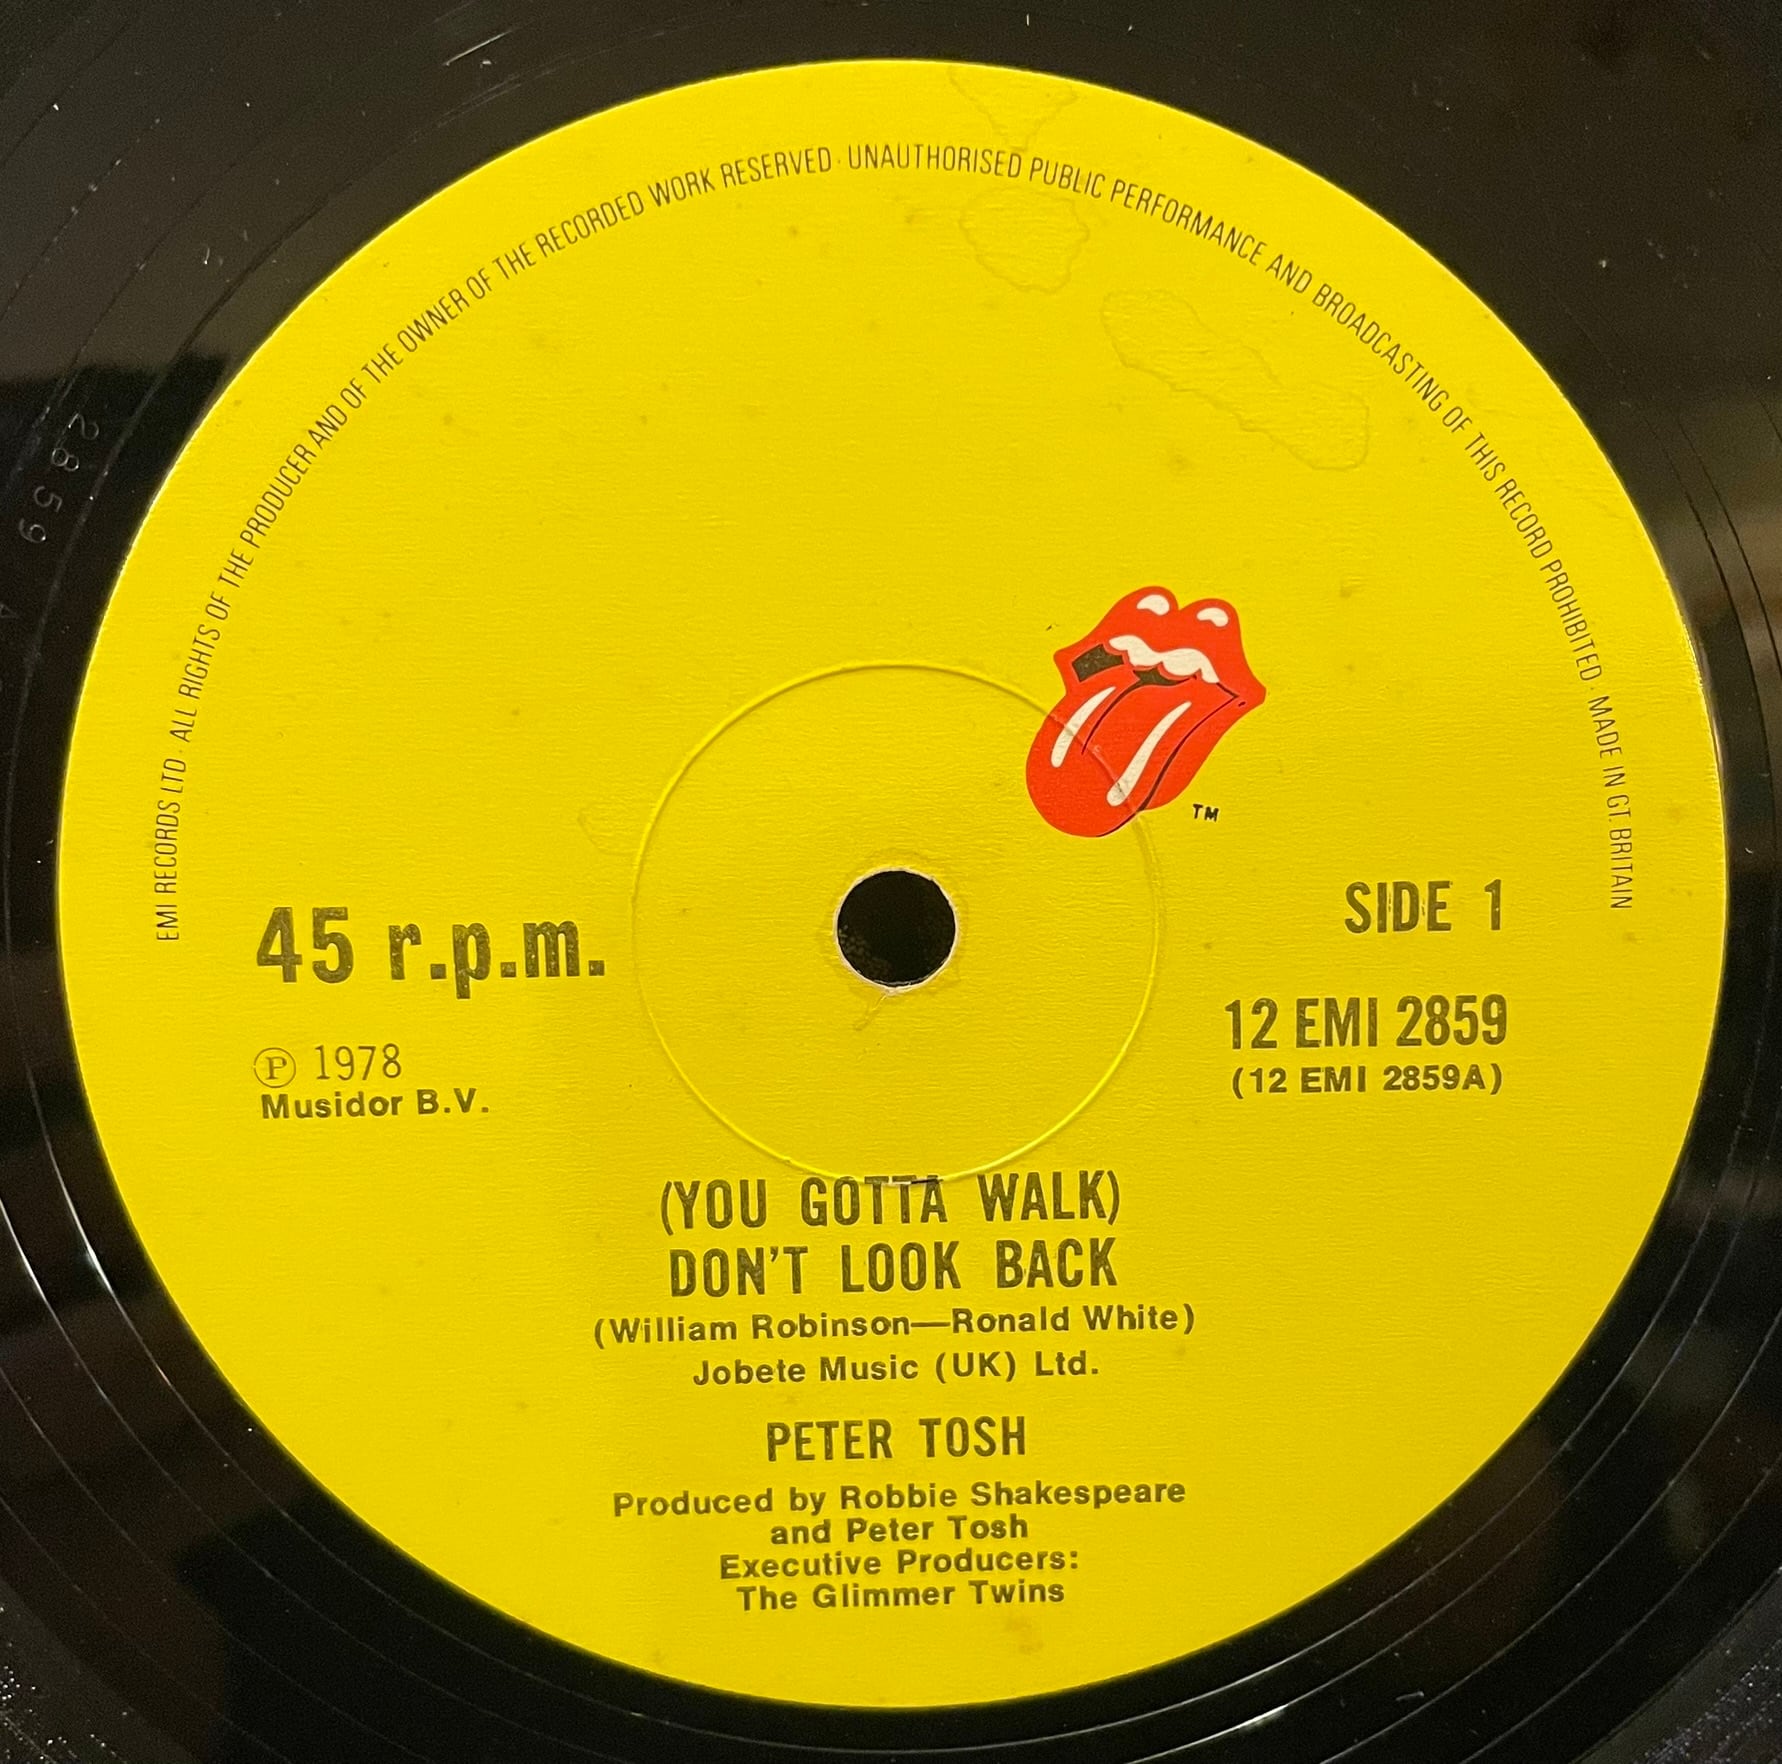 EMI RECORDS LTD · ALL RIGHTS OF THE PRODUCER AND OF THE OWNER OF THE RECORDED WORK RESERVED · UNAUTHORISED PUBLIC PERFORMANCE AND BROADCASTING OF THIS RECORD PROHIBITED · MADE IN GT. BRITAIN
2859
TM
SIDE 1
45 r.p.m.
12 EMI 2859
(12 EMI 2859A)
Ⓟ 1978
Musidor B.V.
(YOU GOTTA WALK)
DON'T LOOK BACK
(William Robinson—Ronald White)
Jobete Music (UK) Ltd.
PETER TOSH
Produced by Robbie Shakespeare
and Peter Tosh
Executive Producers:
The Glimmer Twins